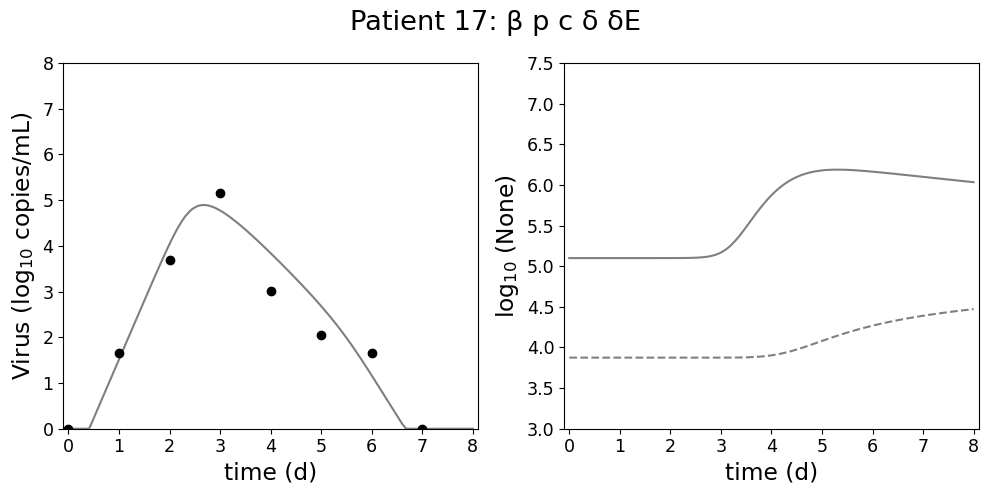 Patient 17: β p c δ δE
8
7
6
5
4
3
2
1
0
Virus (log10 copies/mL)
0 1 2 3 4 5 6 7 8
time (d)
7.5
7.0
6.5
6.0
5.5
5.0
4.5
4.0
3.5
3.0
log10 (None)
0 1 2 3 4 5 6 7 8
time (d)